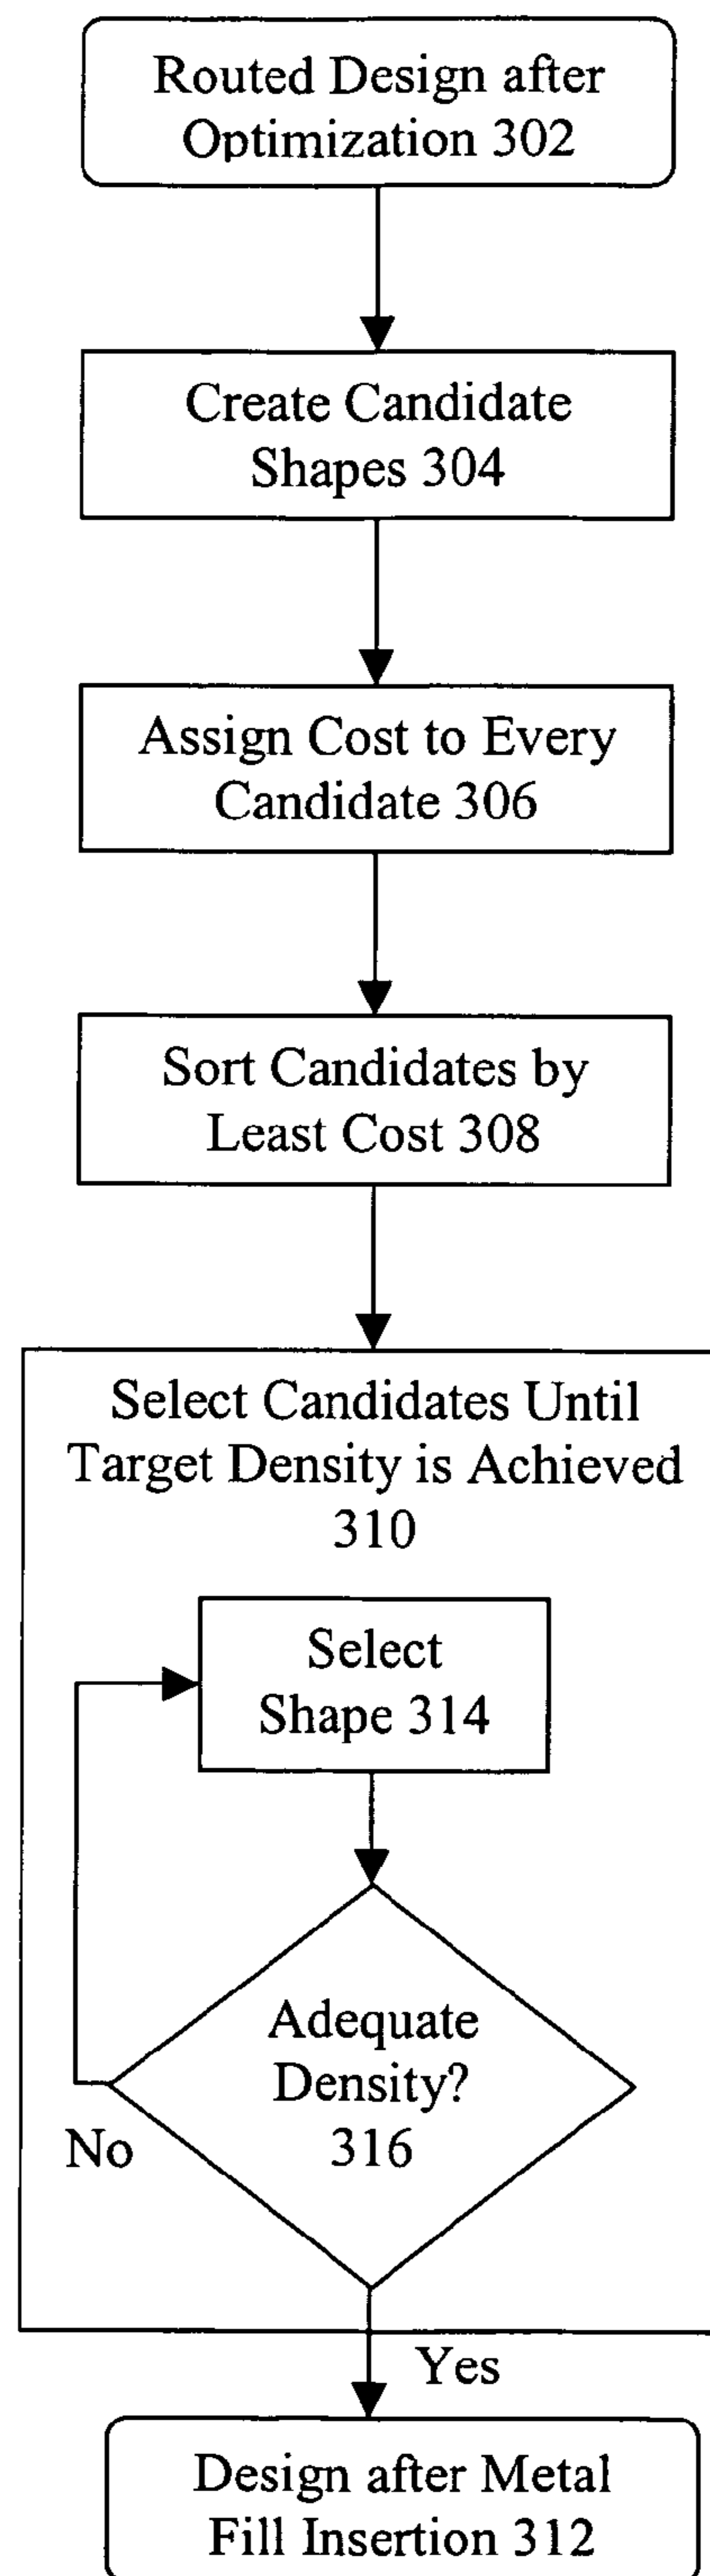 Routed Design after
Optimization 302
Create Candidate
Shapes 304
Assign Cost to Every
Candidate 306
Sort Candidates by
Least Cost 308
Select Candidates Until
Target Density is Achieved
310
Select
Shape 314
Adequate
Density?
316
No
Yes
Design after Metal
Fill Insertion 312